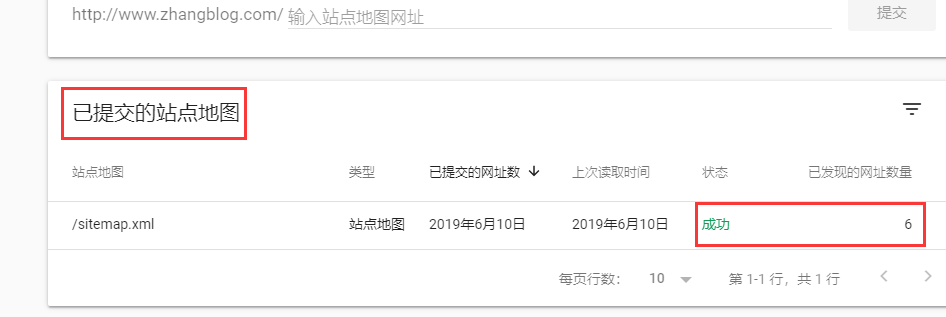 http://www.zhangblog.com/ 输入站点地图网址 提交
已提交的站点地图
站点地图 类型 已提交的网址数 上次读取时间 状态 已发现的网址数量
/sitemap.xml 站点地图 2019年6月10日 2019年6月10日 成功 6
每页行数： 10 第 1-1 行，共 1 行